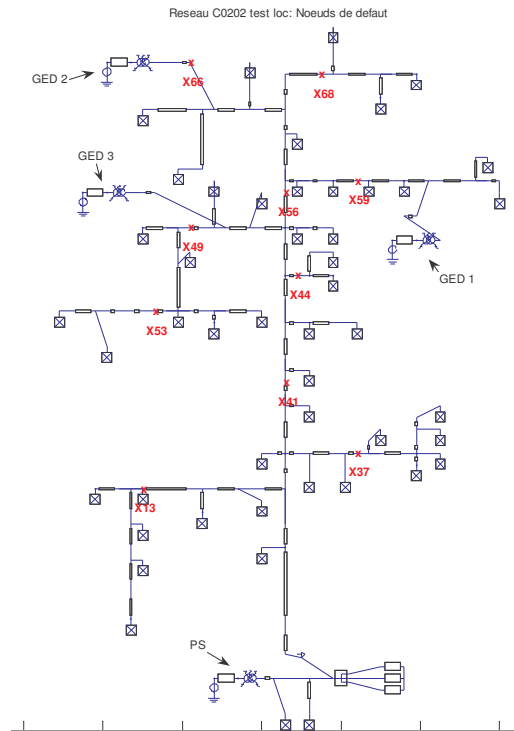 Reseau C0202 test loc: Noeuds de defaut
GED 2
X66
X68
GED 3
X56
X59
X49
GED 1
X44
X53
X41
X37
X13
PS